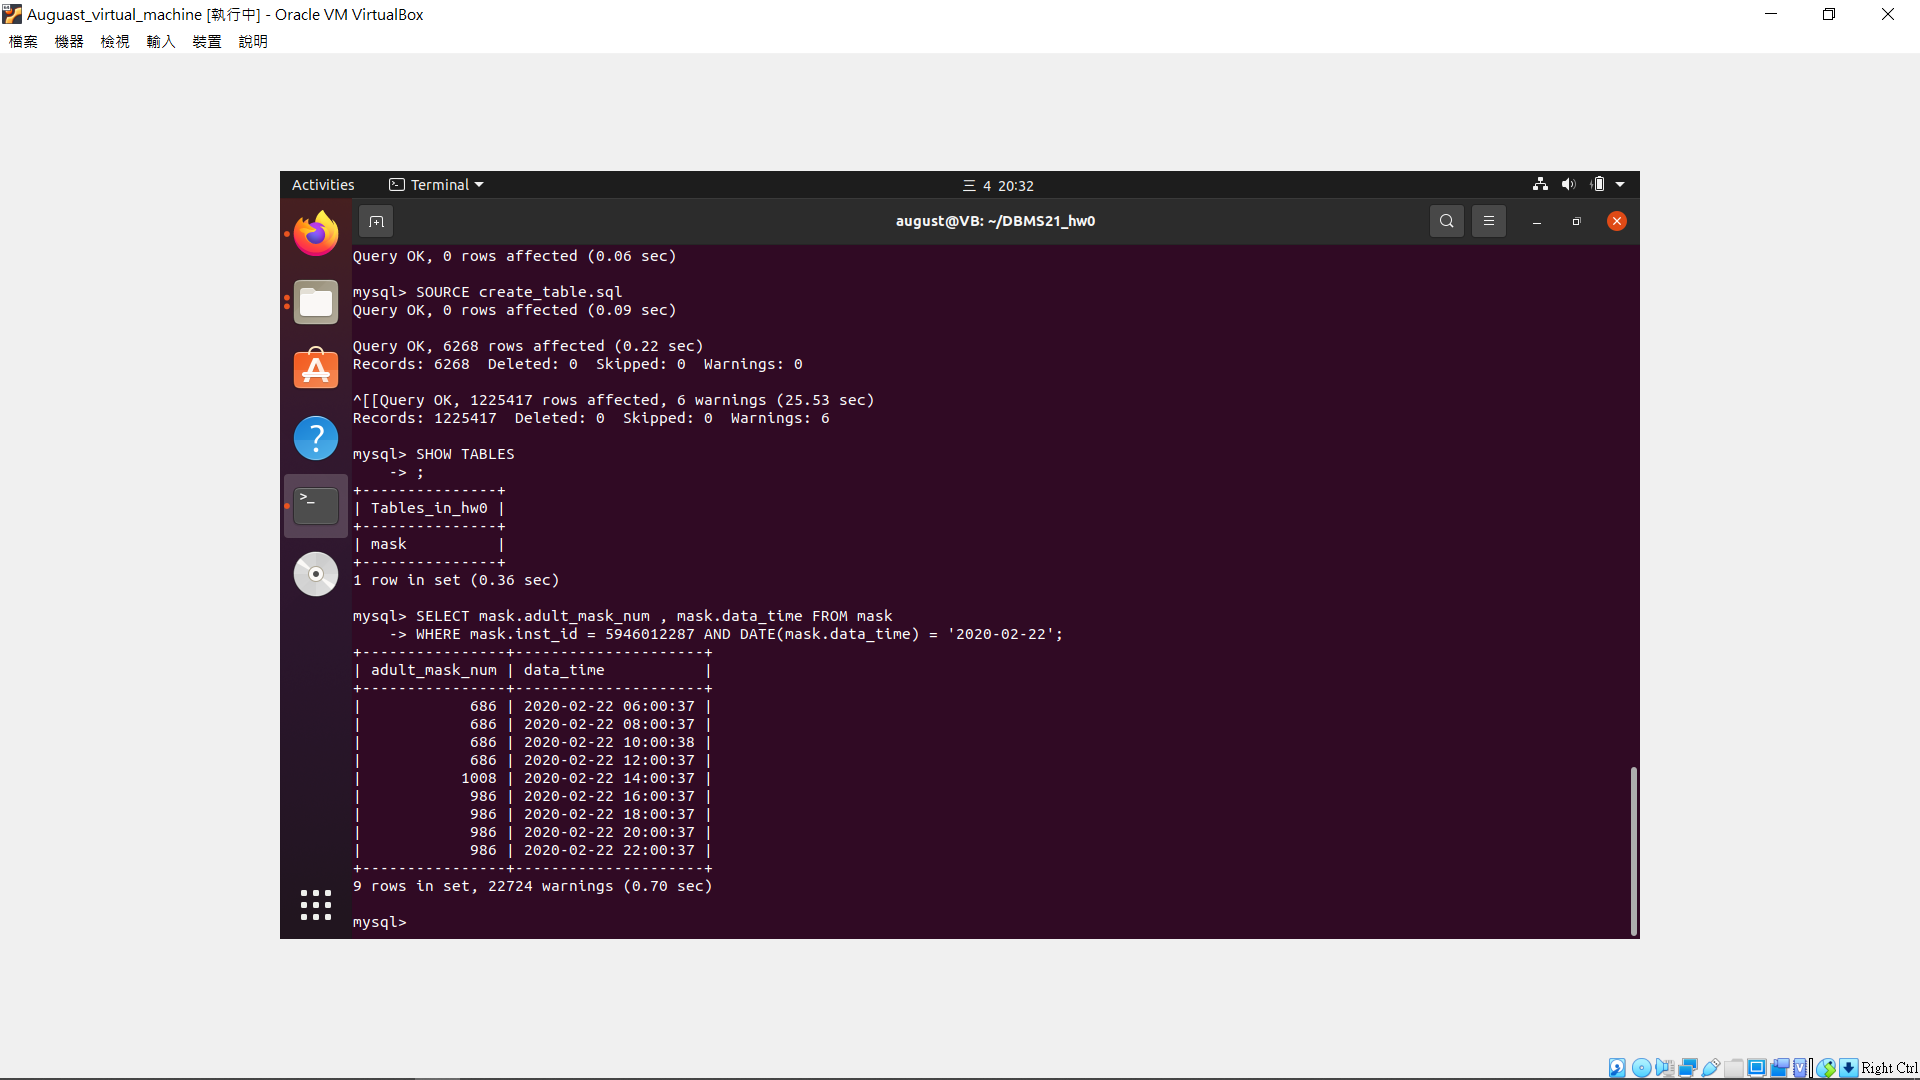 Auguast_virtual_machine [執行中] - Oracle VM VirtualBox
檔案 機器 檢視 輸入 裝置 說明
Activities Terminal 三 4 20:32
august@VB: ~/DBMS21_hw0
Query OK, 0 rows affected (0.06 sec)
mysql> SOURCE create_table.sql
Query OK, 0 rows affected (0.09 sec)
Query OK, 6268 rows affected (0.22 sec)
Records: 6268  Deleted: 0  Skipped: 0  Warnings: 0
^[[Query OK, 1225417 rows affected, 6 warnings (25.53 sec)
Records: 1225417  Deleted: 0  Skipped: 0  Warnings: 6
mysql> SHOW TABLES
    -> ;
+---------------+
| Tables_in_hw0 |
+---------------+
| mask          |
+---------------+
1 row in set (0.36 sec)
mysql> SELECT mask.adult_mask_num , mask.data_time FROM mask
    -> WHERE mask.inst_id = 5946012287 AND DATE(mask.data_time) = '2020-02-22';
+----------------+---------------------+
| adult_mask_num | data_time           |
+----------------+---------------------+
|            686 | 2020-02-22 06:00:37 |
|            686 | 2020-02-22 08:00:37 |
|            686 | 2020-02-22 10:00:38 |
|            686 | 2020-02-22 12:00:37 |
|           1008 | 2020-02-22 14:00:37 |
|            986 | 2020-02-22 16:00:37 |
|            986 | 2020-02-22 18:00:37 |
|            986 | 2020-02-22 20:00:37 |
|            986 | 2020-02-22 22:00:37 |
+----------------+---------------------+
9 rows in set, 22724 warnings (0.70 sec)
mysql>
Right Ctrl